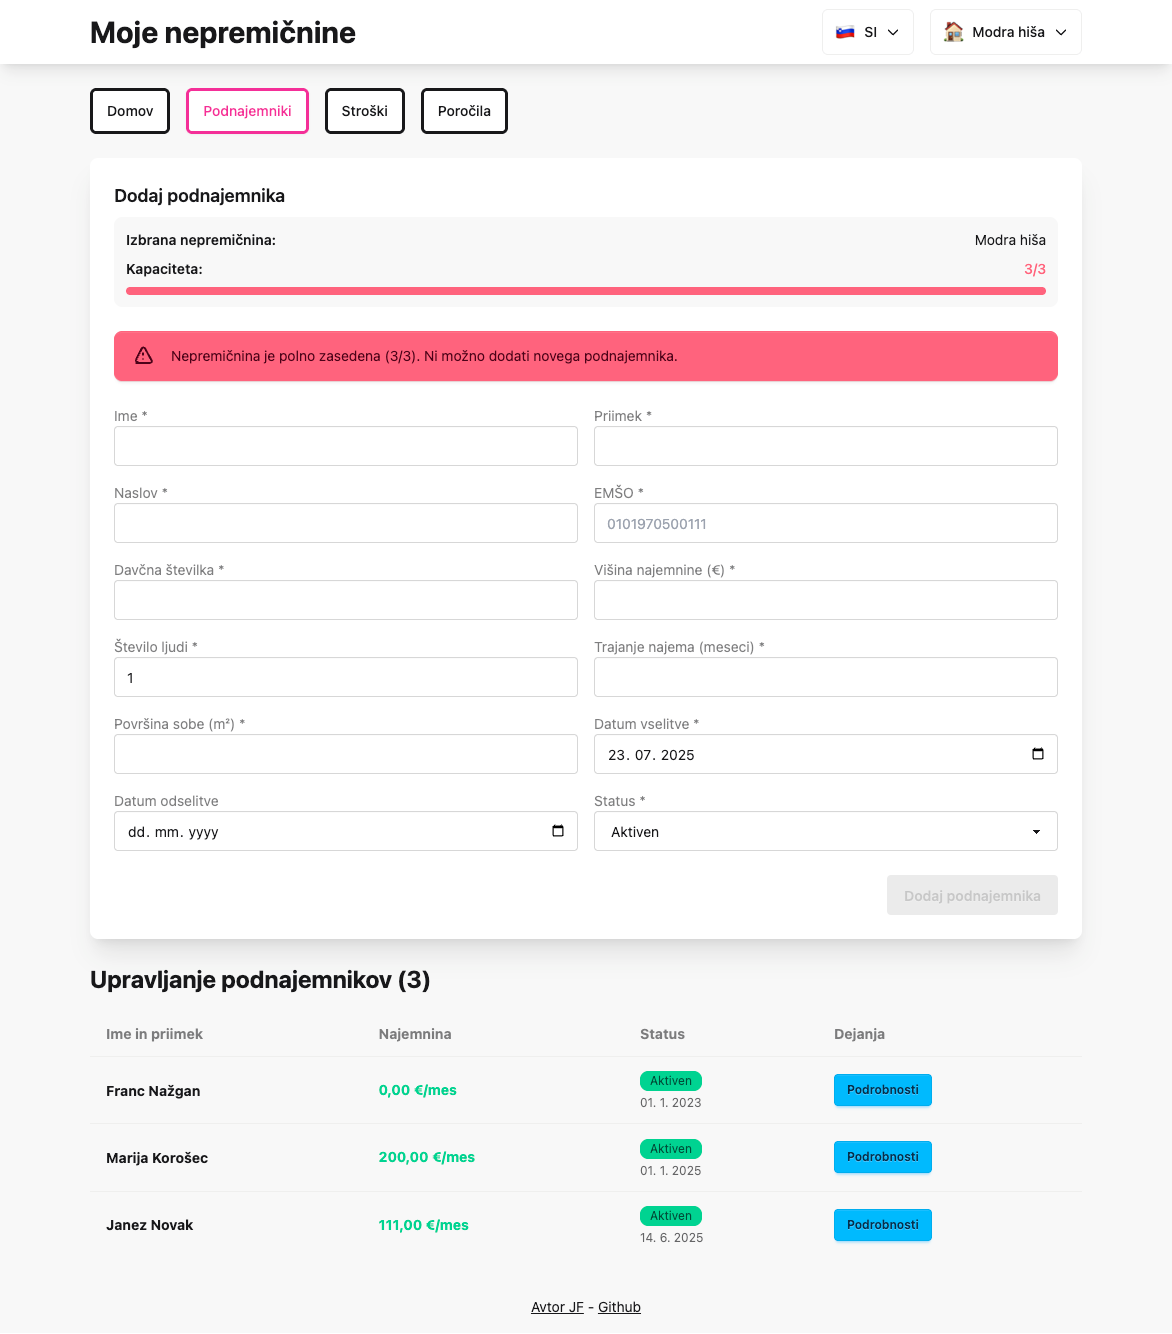 Moje nepremičnine
SI
Modra hiša
Domov
Podnajemniki
Stroški
Poročila
Dodaj podnajemnika
Izbrana nepremičnina: Modra hiša
Kapaciteta: 3/3
Nepremičnina je polno zasedena (3/3). Ni možno dodati novega podnajemnika.
Ime * Priimek *
Naslov * EMŠO *
0101970500111
Davčna številka * Višina najemnine (€) *
Število ljudi * Trajanje najema (meseci) *
1
Površina sobe (m²) * Datum vselitve *
23. 07. 2025
Datum odselitve Status *
dd. mm. yyyy Aktiven
Dodaj podnajemnika
Upravljanje podnajemnikov (3)
Ime in priimek Najemnina Status Dejanja
Franc Nažgan 0,00 €/mes Aktiven Podrobnosti
01. 1. 2023
Marija Korošec 200,00 €/mes Aktiven Podrobnosti
01. 1. 2025
Janez Novak 111,00 €/mes Aktiven Podrobnosti
14. 6. 2025
Avtor JF - Github